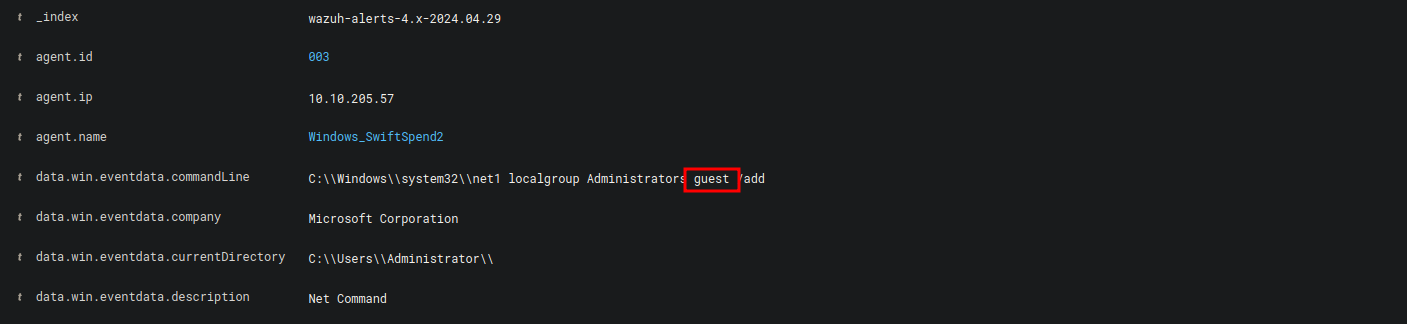 t _index wazuh-alerts-4.x-2024.04.29
t agent.id 003
t agent.ip 10.10.205.57
t agent.name Windows_SwiftSpend2
t data.win.eventdata.commandLine C:\\Windows\\system32\\net1 localgroup Administrators guest /add
t data.win.eventdata.company Microsoft Corporation
t data.win.eventdata.currentDirectory C:\\Users\\Administrator\\
t data.win.eventdata.description Net Command